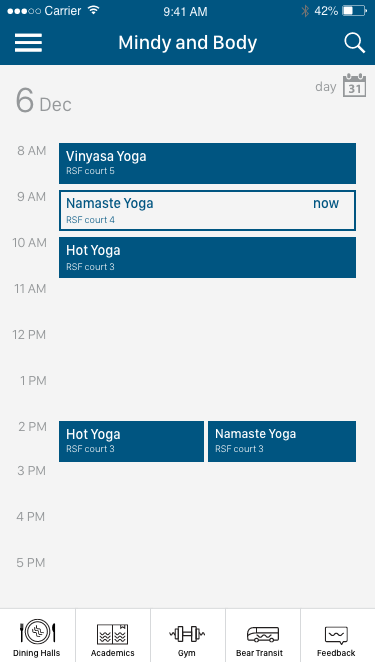 Carrier 9:41 AM 42%
Mindy and Body
6 Dec
day 31
8 AM
Vinyasa Yoga
RSF court 5
9 AM
Namaste Yoga now
RSF court 4
10 AM
Hot Yoga
RSF court 3
11 AM
12 PM
1 PM
2 PM
Hot Yoga
RSF court 3
Namaste Yoga
RSF court 3
3 PM
4 PM
5 PM
Dining Halls Academics Gym Bear Transit Feedback